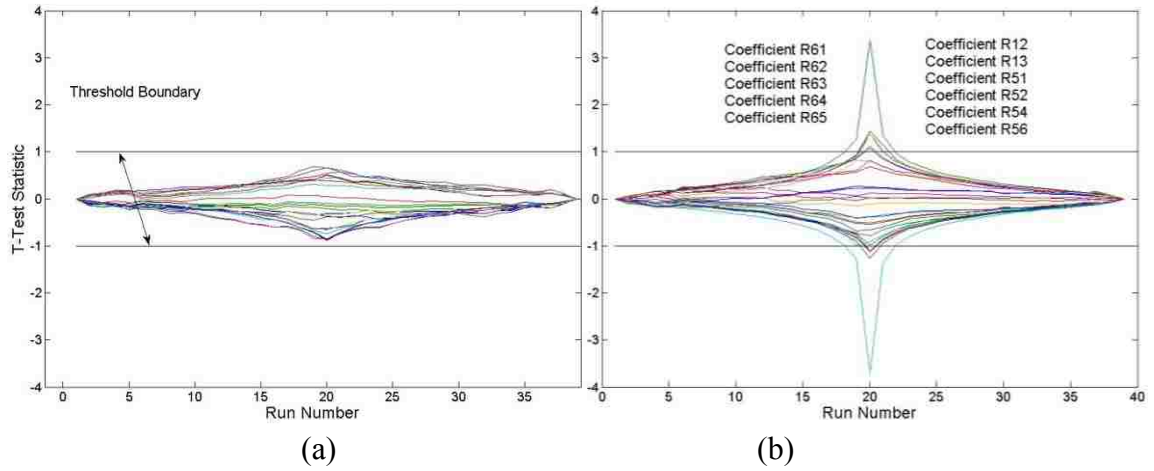 4
3
2
1
0
-1
-2
-3
-4
T-Test Statistic
Threshold Boundary
0 5 10 15 20 25 30 35
Run Number
(a)
4
3
2
1
0
-1
-2
-3
-4
Coefficient R61
Coefficient R62
Coefficient R63
Coefficient R64
Coefficient R65
Coefficient R12
Coefficient R13
Coefficient R51
Coefficient R52
Coefficient R54
Coefficient R56
0 5 10 15 20 25 30 35 40
Run Number
(b)